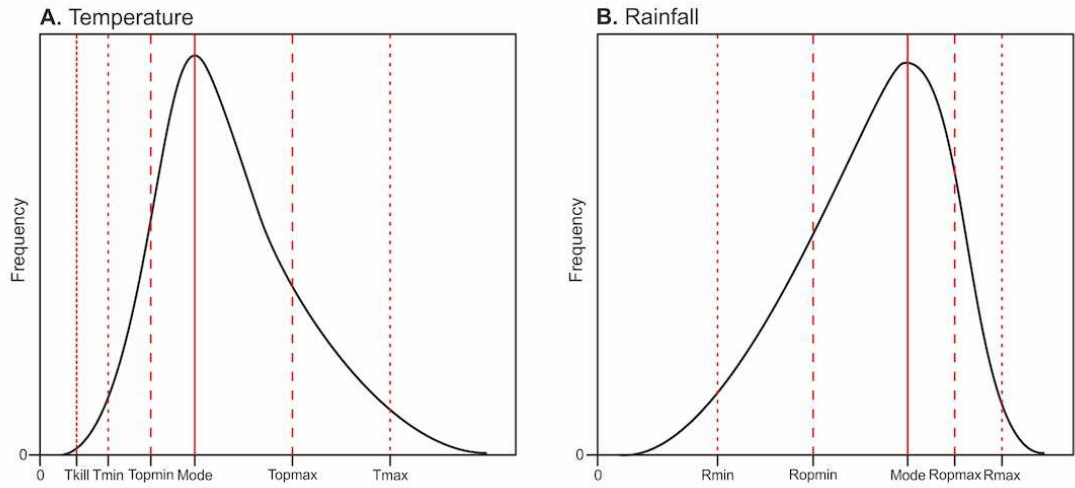 A. Temperature
Frequency
0
0 Tkill Tmin Topmin Mode Topmax Tmax
B. Rainfall
Frequency
0
0 Rmin Ropmin Mode Ropmax Rmax